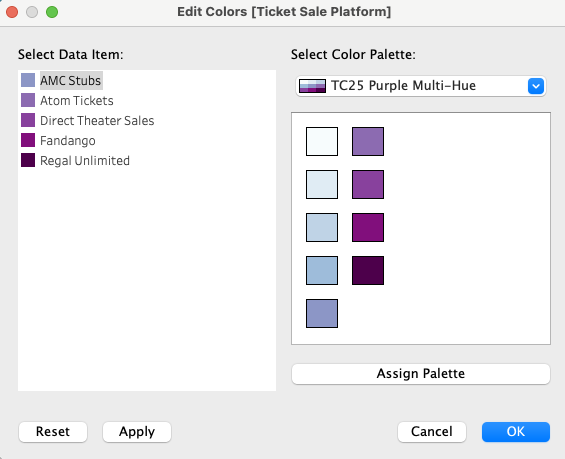 Edit Colors [Ticket Sale Platform]
Select Data Item:
AMC Stubs
Atom Tickets
Direct Theater Sales
Fandango
Regal Unlimited
Select Color Palette:
TC25 Purple Multi-Hue
Assign Palette
Reset
Apply
Cancel
OK